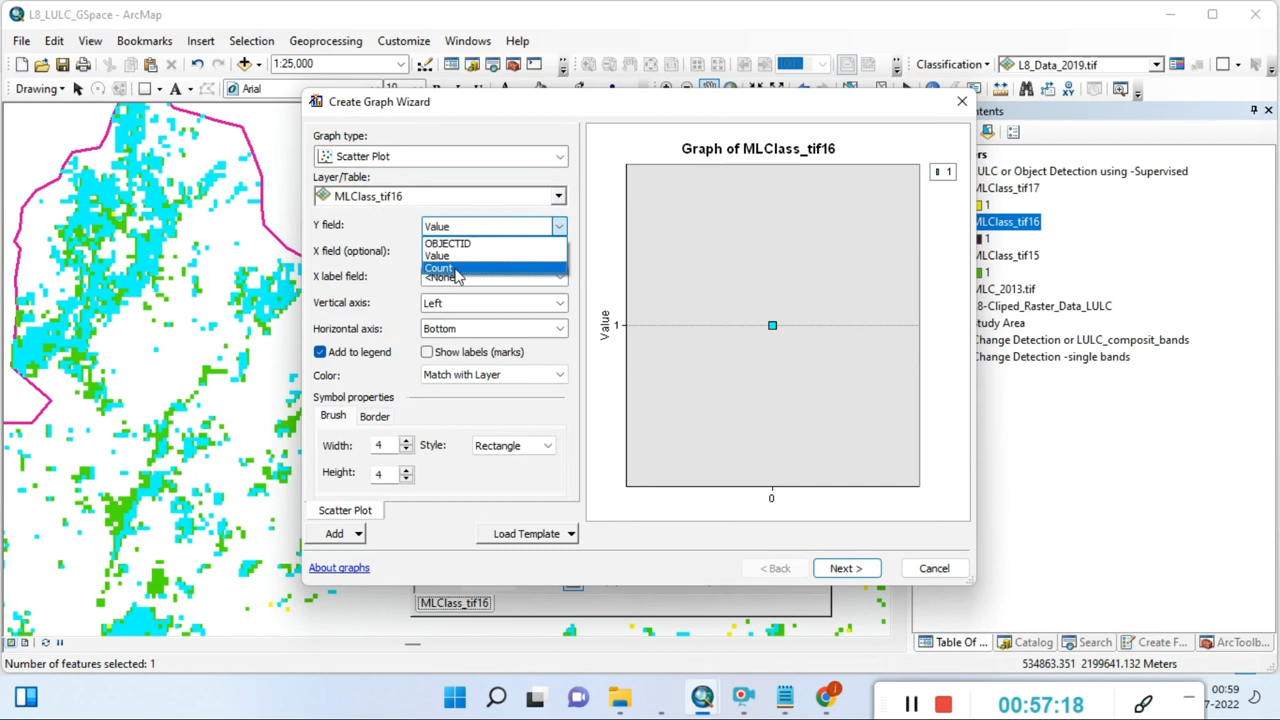 L8_LULC_GSpace - ArcMap
File Edit View Bookmarks Insert Selection Geoprocessing Customize Windows Help
1:25,000
Classification
L8_Data_2019.tif
Drawing
A
Arial
Create Graph Wizard
Graph type:
Scatter Plot
Layer/Table:
MLClass_tif16
Y field:
Value
OBJECTID
Value
Count
X field (optional):
X label field:
<None>
Vertical axis:
Left
Horizontal axis:
Bottom
Add to legend
Show labels (marks)
Color:
Match with Layer
Symbol properties
Brush
Border
Width:
4
Style:
Rectangle
Height:
4
Scatter Plot
Add
Load Template
About graphs
< Back
Next >
Cancel
Graph of MLClass_tif16
1
Value
1
0
MLClass_tif16
ntents
rs
LULC or Object Detection using -Supervised
MLClass_tif17
1
MLClass_tif16
1
MLClass_tif15
1
MLC_2013.tif
8-Cliped_Raster_Data_LULC
tudy Area
Change Detection or LULC_composit_bands
Change Detection -single bands
Table Of ...
Catalog
Search
Create F...
ArcToolb...
Number of features selected: 1
534863.351 2199641.132 Meters
00:57:18
00:59
-7-2022